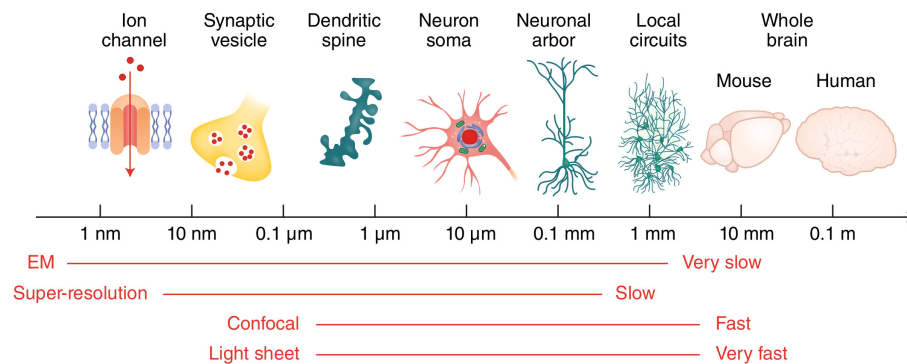 Ion channel
Synaptic vesicle
Dendritic spine
Neuron soma
Neuronal arbor
Local circuits
Whole brain
Mouse
Human
1 nm
10 nm
0.1 μm
1 μm
10 μm
0.1 mm
1 mm
10 mm
0.1 m
EM
Very slow
Super-resolution
Slow
Confocal
Fast
Light sheet
Very fast